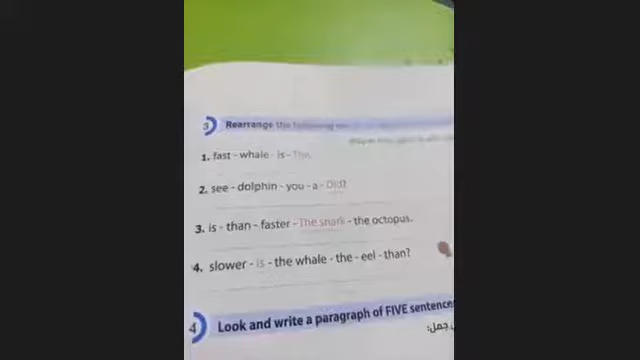 3 Rearrange the following
1. fast - whale - is - The.
2. see - dolphin - you - a - Did?
3. is - than - faster - The snark - the octopus.
4. slower - is - the whale - the - eel - than?
4 Look and write a paragraph of FIVE sentences